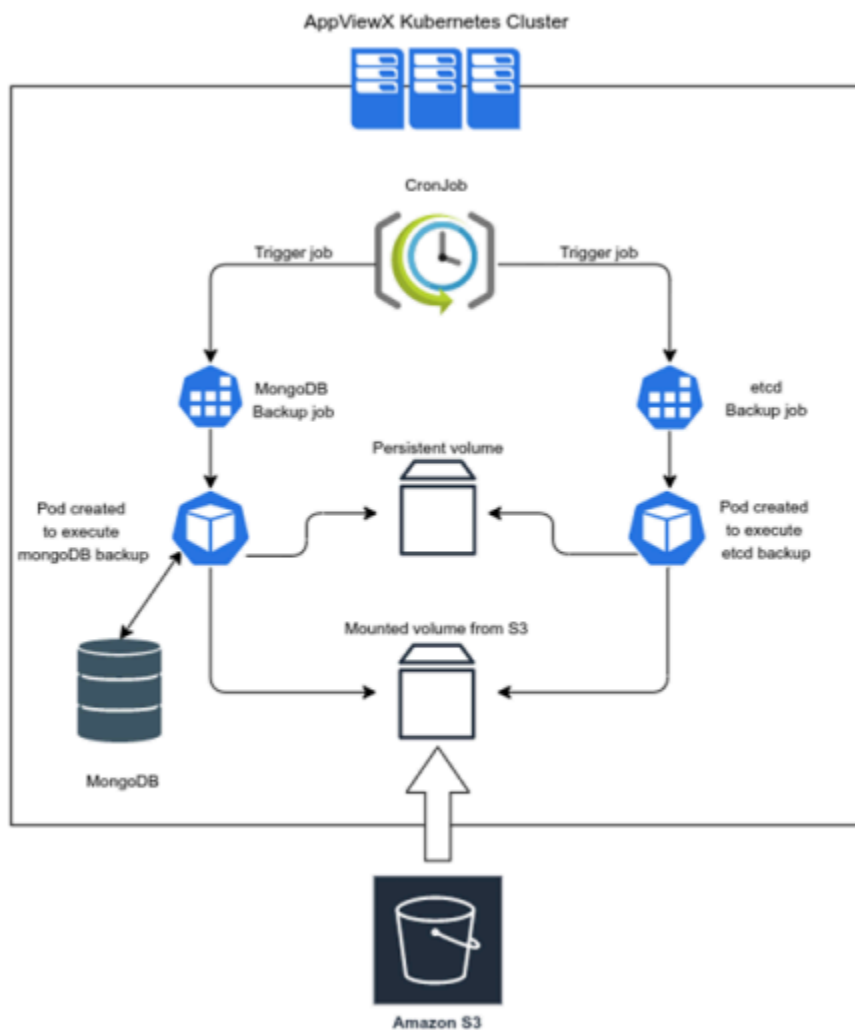 AppViewX Kubernetes Cluster
CronJob
Trigger job
Trigger job
MongoDB
Backup job
etcd
Backup job
Persistent volume
Pod created
to execute
mongoDB backup
Pod created
to execute
etcd backup
Mounted volume from S3
MongoDB
Amazon S3